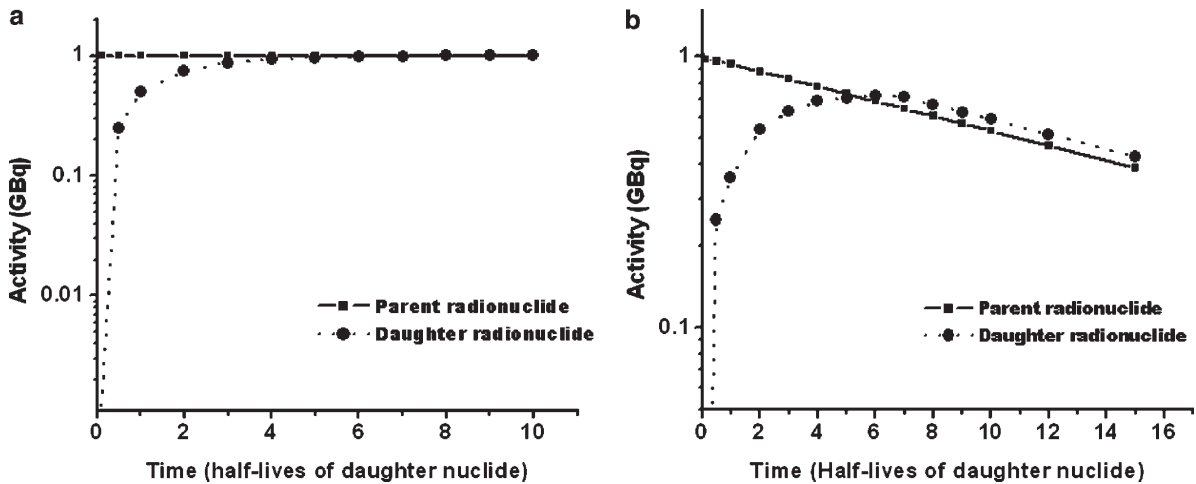 a
1
0.1
0.01
Activity (GBq)
Parent radionuclide
Daughter radionuclide
0 2 4 6 8 10
Time (half-lives of daughter nuclide)
b
1
0.1
Activity (GBq)
Parent radionuclide
Daughter radionuclide
0 2 4 6 8 10 12 14 16
Time (Half-lives of daughter nuclide)